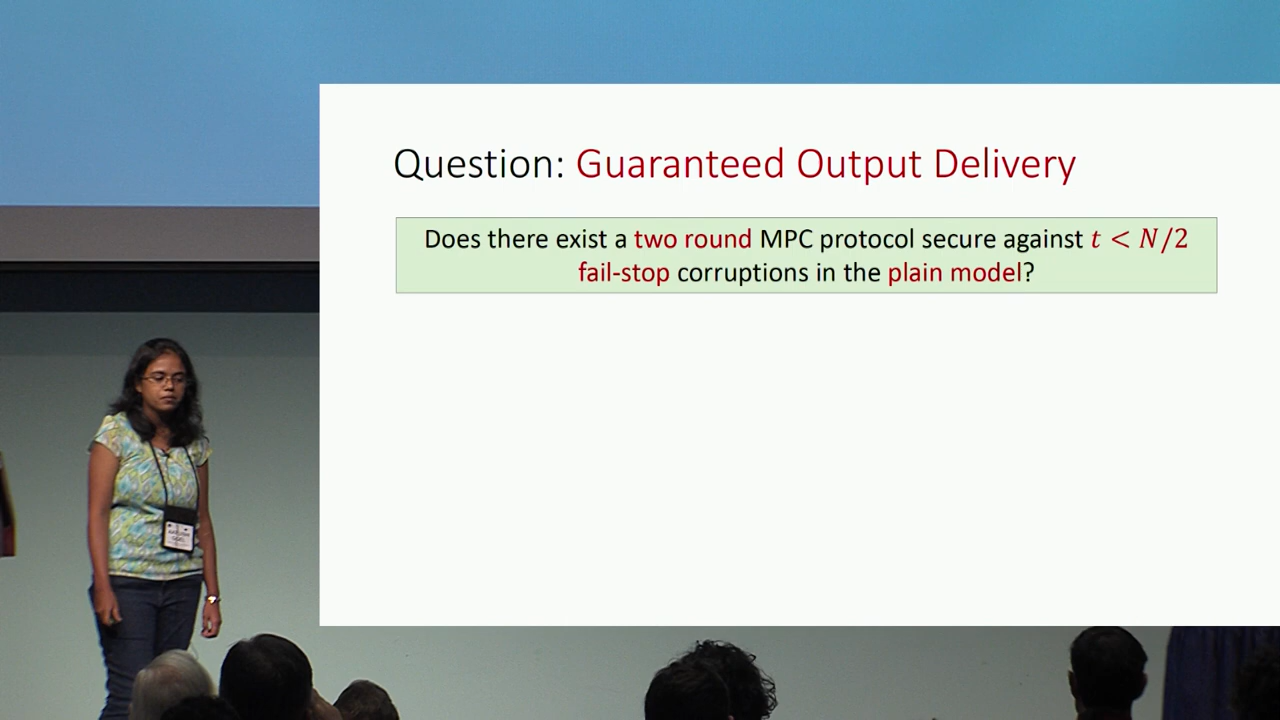 Question: Guaranteed Output Delivery
Does there exist a two round MPC protocol secure against t < N/2
fail-stop corruptions in the plain model?